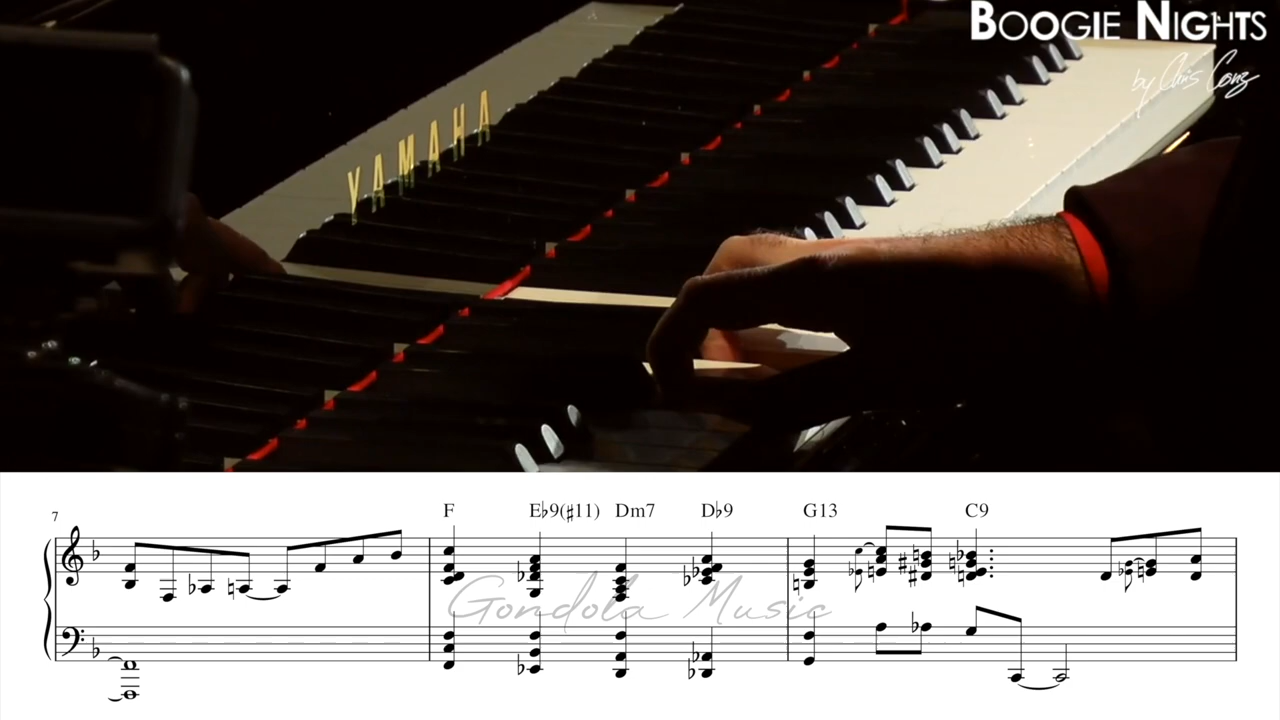 BOOGIE NIGHTS
by Chris Conz
YAMAHA
7
F E♭9(♯11) Dm7 D♭9 G13 C9
Gondola Music